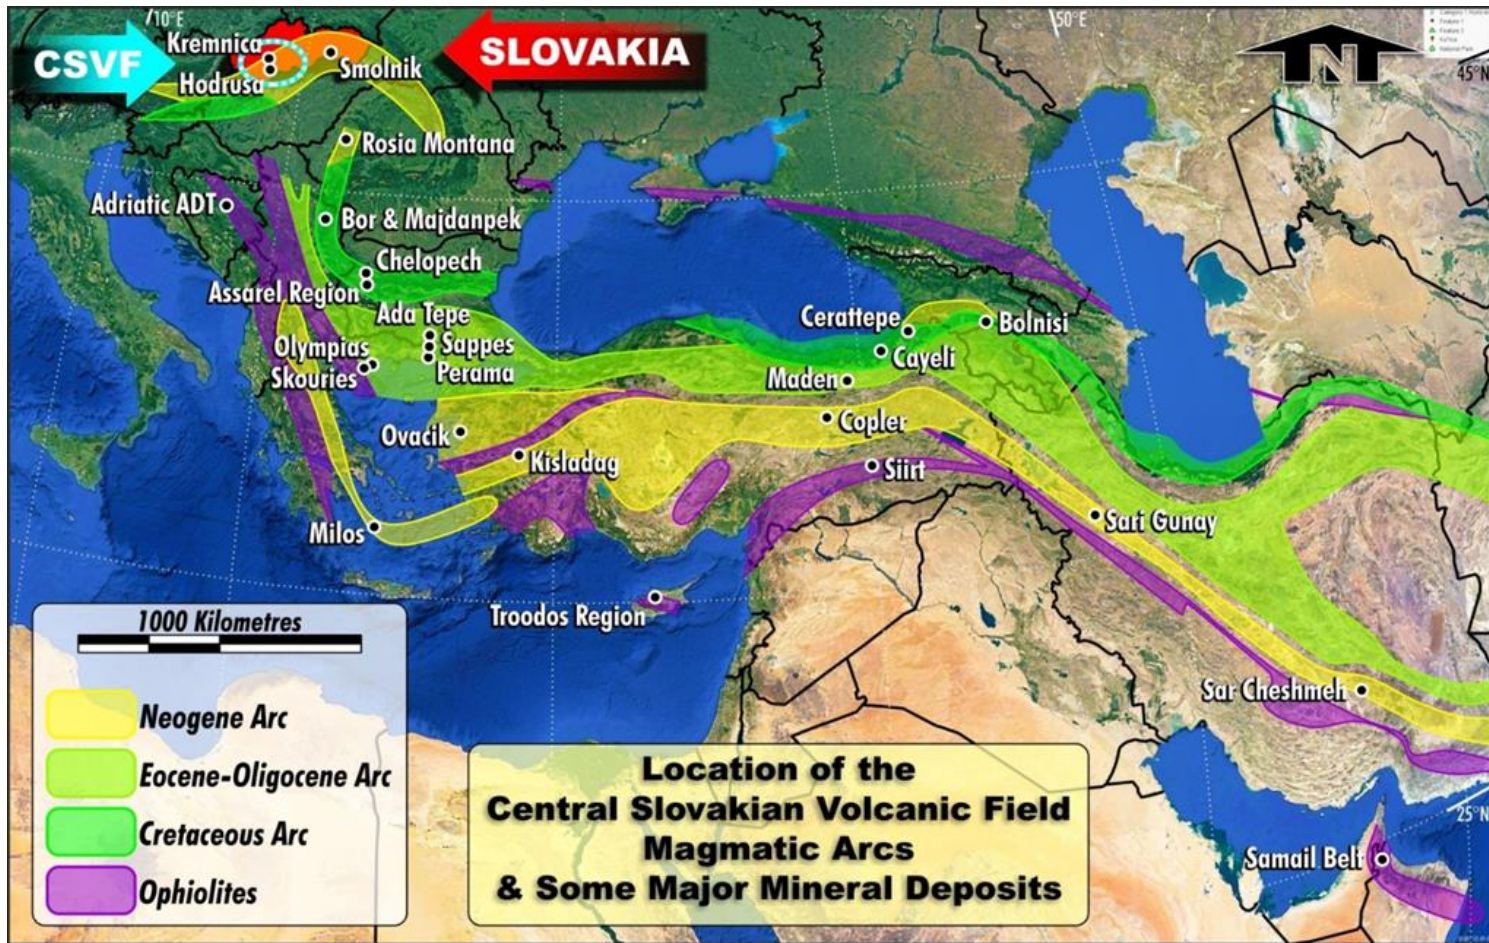 10°E
50°E
45°N
CSVF
Kremnica
Hodrusa
Smolnik
SLOVAKIA
N
Rosia Montana
Adriatic ADT
Bor & Majdanpek
Chelopech
Assarel Region
Ada Tepe
Sappes
Perama
Olympias
Skouries
Cerattepe
Bolnisi
Cayeli
Maden
Ovacik
Copler
Kisladag
Siirt
Milos
Sari Gunay
Troodos Region
Sar Cheshmeh
25°N
Samail Belt
1000 Kilometres
Neogene Arc
Eocene-Oligocene Arc
Cretaceous Arc
Ophiolites
Location of the
Central Slovakian Volcanic Field
Magmatic Arcs
& Some Major Mineral Deposits